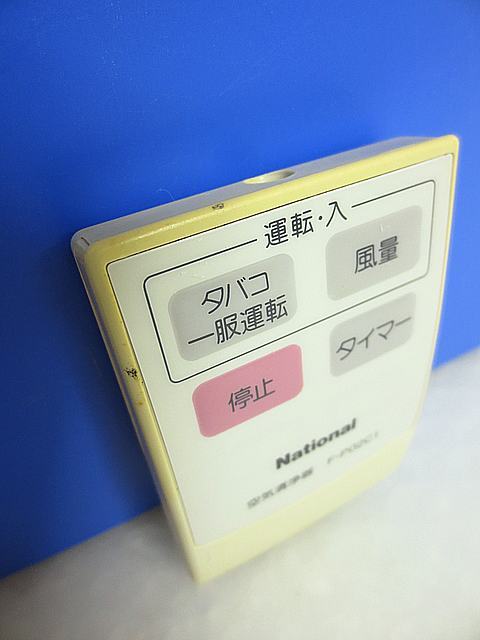 運転・入
タバコ
一服運転
風量
停止
タイマー
National
空気清浄器 F-P02C1